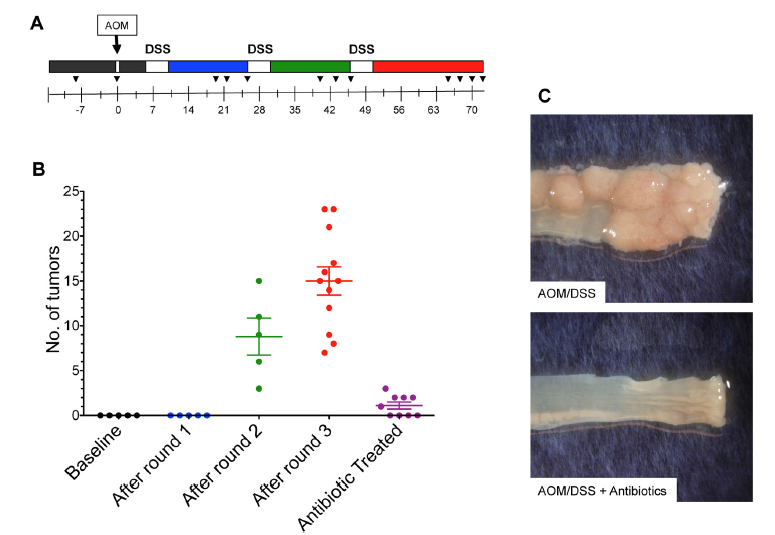 A
AOM
DSS DSS DSS
-7 0 7 14 21 28 35 42 49 56 63 70
B
No. of tumors
25
20
15
10
5
0
Baseline
After round 1
After round 2
After round 3
Antibiotic Treated
C
AOM/DSS
AOM/DSS + Antibiotics